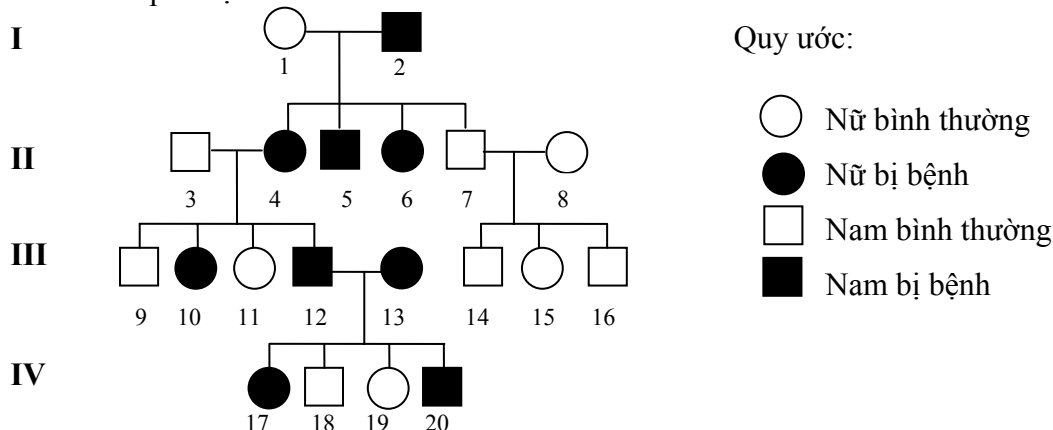 I
1 2
Quy ước:
Nữ bình thường
II
3 4 5 6 7 8
Nữ bị bệnh
Nam bình thường
III
Nam bị bệnh
9 10 11 12 13 14 15 16
IV
17 18 19 20